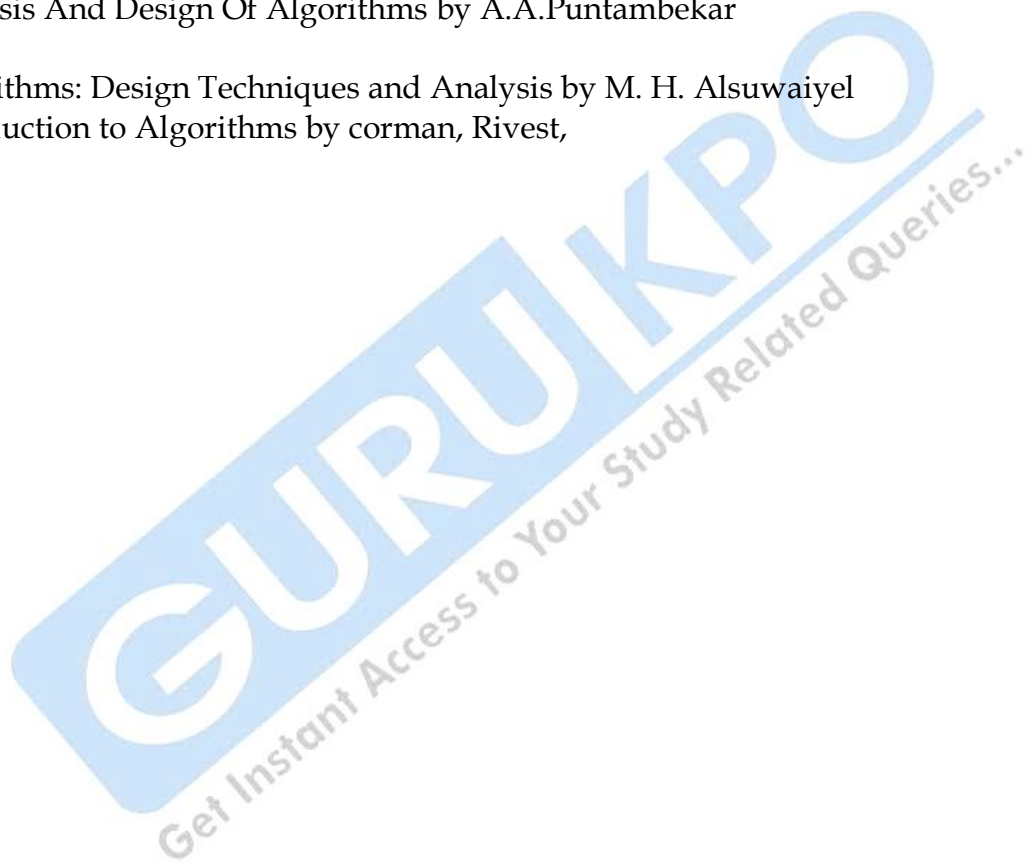 sis And Design Of Algorithms by A.A.Puntambekar
ithms: Design Techniques and Analysis by M. H. Alsuwaiyel
luction to Algorithms by corman, Rivest,
GURUKPO
Get Instant Access to Your Study Related Queries...